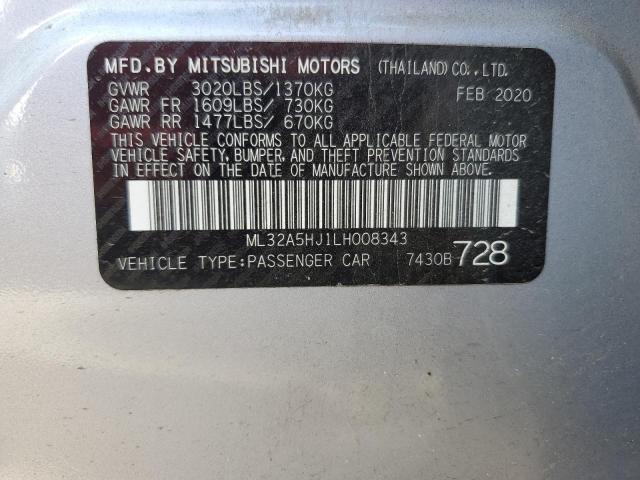 MFD.BY MITSUBISHI MOTORS (THAILAND) CO., LTD.
GVWR 3020LBS/1370KG FEB 2020
GAWR FR 1609LBS/ 730KG
GAWR RR 1477LBS/ 670KG
THIS VEHICLE CONFORMS TO ALL APPLICABLE FEDERAL MOTOR
VEHICLE SAFETY, BUMPER, AND THEFT PREVENTION STANDARDS
IN EFFECT ON THE DATE OF MANUFACTURE SHOWN ABOVE.
ML32A5HJ1LH008343
VEHICLE TYPE:PASSENGER CAR 7430B 728